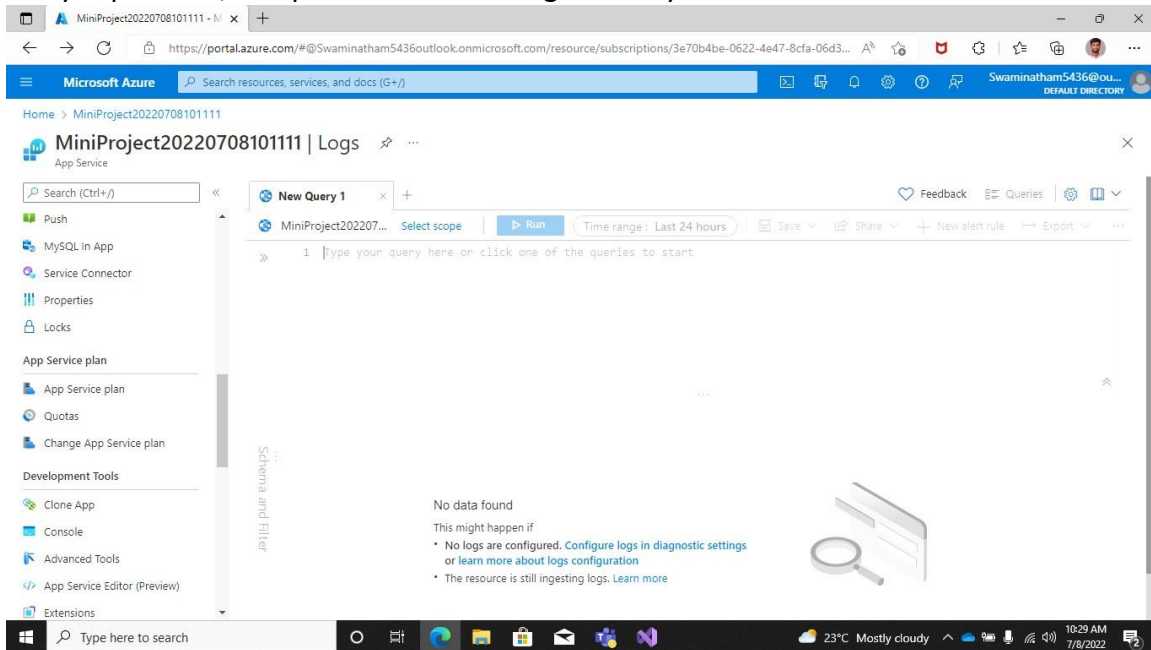 MiniProject20220708101111 - M
https://portal.azure.com/#@Swaminatham5436outlook.onmicrosoft.com/resource/subscriptions/3e70b4be-0622-4e47-8cfa-06d3...
Microsoft Azure
Search resources, services, and docs (G+/)
Swaminatham5436@ou...
DEFAULT DIRECTORY
Home > MiniProject20220708101111
MiniProject20220708101111 | Logs
App Service
Search (Ctrl+/)
Push
MySQL In App
Service Connector
Properties
Locks
App Service plan
App Service plan
Quotas
Change App Service plan
Development Tools
Clone App
Console
Advanced Tools
App Service Editor (Preview)
Extensions
New Query 1
Feedback
Queries
MiniProject202207...
Select scope
Run
Time range : Last 24 hours
Save
Share
New alert rule
Export
1 Type your query here or click one of the queries to start
Schema and Filter
No data found
This might happen if
• No logs are configured. Configure logs in diagnostic settings
or learn more about logs configuration
• The resource is still ingesting logs. Learn more
Type here to search
23°C Mostly cloudy
10:29 AM
7/8/2022
2